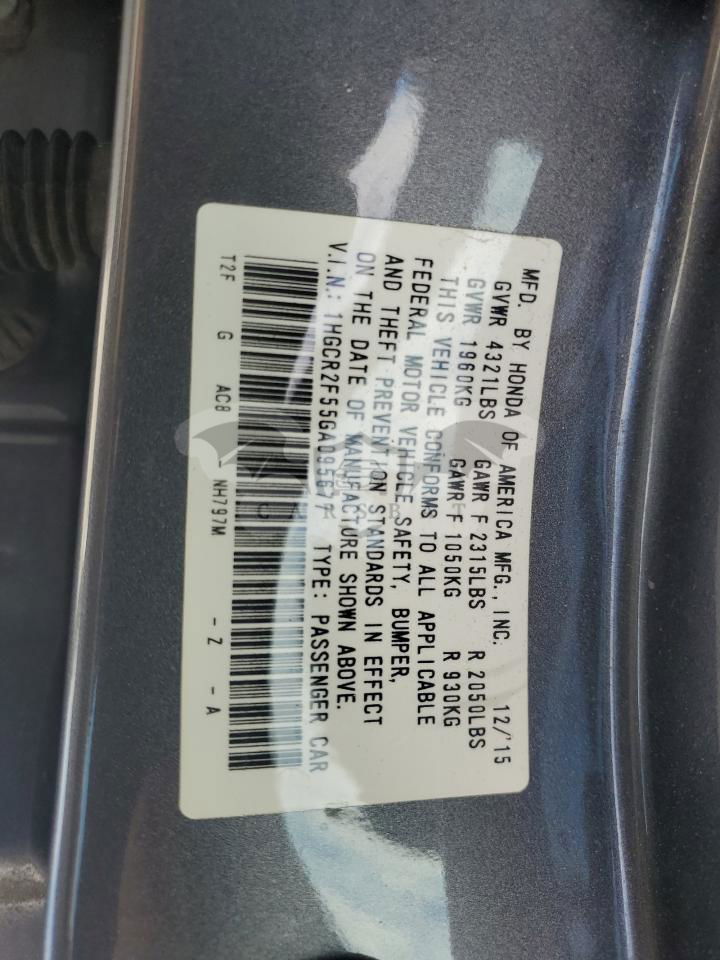 MFD. BY HONDA OF AMERICA MFG., INC. 12/'15
GVWR 4321LBS GAWR F 2315LBS R 2050LBS
GVWR 1960KG GAWR F 1050KG R 930KG
THIS VEHICLE CONFORMS TO ALL APPLICABLE
FEDERAL MOTOR VEHICLE SAFETY, BUMPER,
AND THEFT PREVENTION STANDARDS IN EFFECT
ON THE DATE OF MANUFACTURE SHOWN ABOVE.
V.I.N.: 1HGCR2F55GA095677 TYPE: PASSENGER CAR
T2F G AC8 - NH797M - Z - A